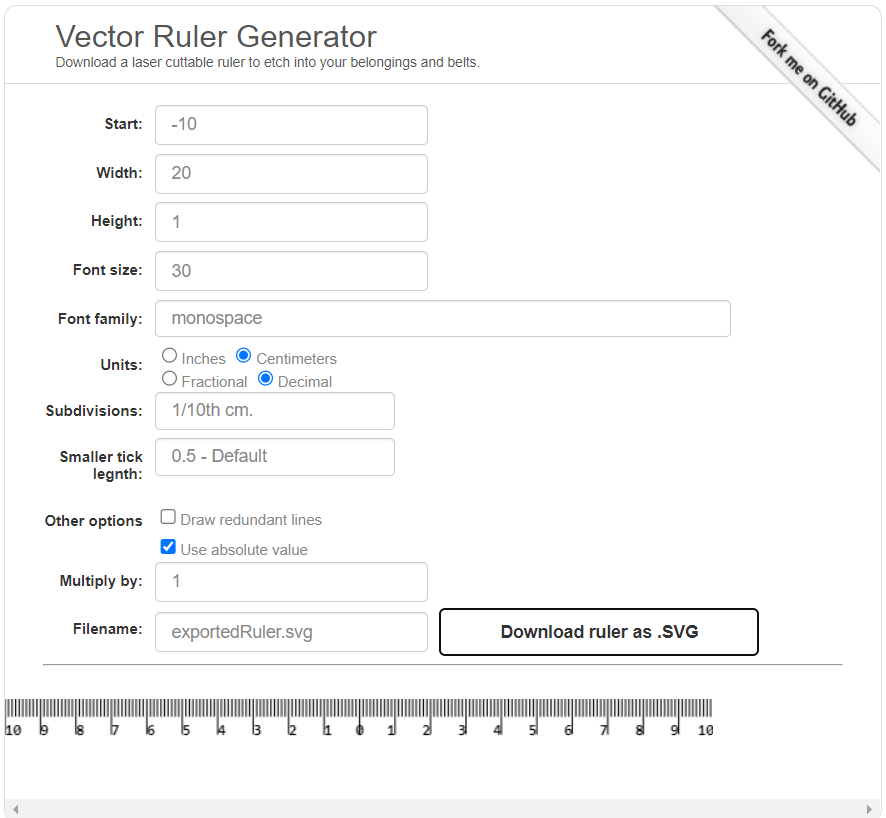 Vector Ruler Generator
Download a laser cuttable ruler to etch into your belongings and belts.
Fork me on GitHub
Start: -10
Width: 20
Height: 1
Font size: 30
Font family: monospace
Units: Inches Centimeters
Fractional Decimal
Subdivisions: 1/10th cm.
Smaller tick legnth: 0.5 - Default
Other options Draw redundant lines
Use absolute value
Multiply by: 1
Filename: exportedRuler.svg Download ruler as .SVG
10 9 8 7 6 5 4 3 2 1 0 1 2 3 4 5 6 7 8 9 10